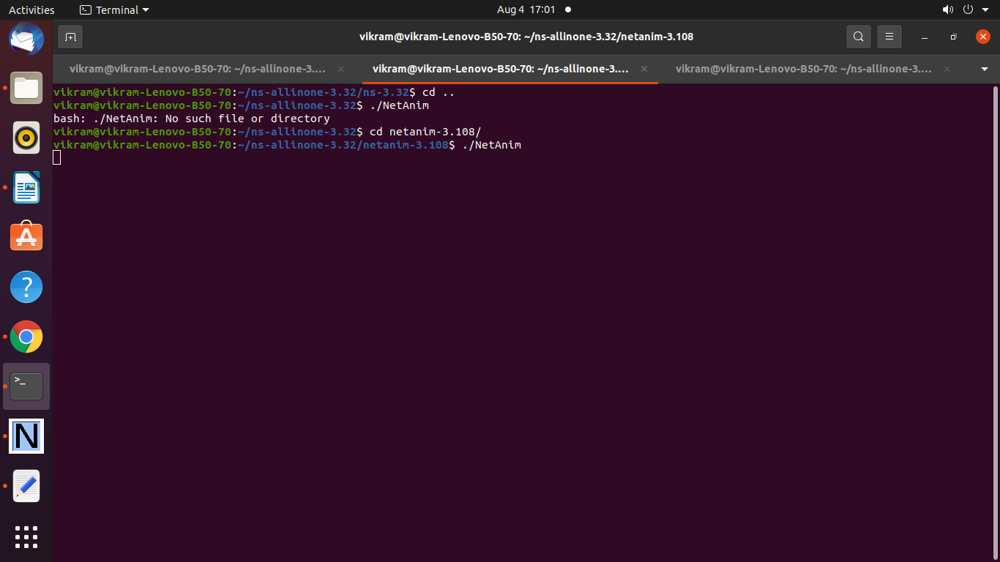 Activities
Terminal
Aug 4 17:01
vikram@vikram-Lenovo-B50-70: ~/ns-allinone-3.32/netanim-3.108
vikram@vikram-Lenovo-B50-70: ~/ns-allinone-3.…
vikram@vikram-Lenovo-B50-70: ~/ns-allinone-3.…
vikram@vikram-Lenovo-B50-70: ~/ns-allinone-3.…
vikram@vikram-Lenovo-B50-70:~/ns-allinone-3.32/ns-3.32$ cd ..
vikram@vikram-Lenovo-B50-70:~/ns-allinone-3.32$ ./NetAnim
bash: ./NetAnim: No such file or directory
vikram@vikram-Lenovo-B50-70:~/ns-allinone-3.32$ cd netanim-3.108/
vikram@vikram-Lenovo-B50-70:~/ns-allinone-3.32/netanim-3.108$ ./NetAnim
>_
N